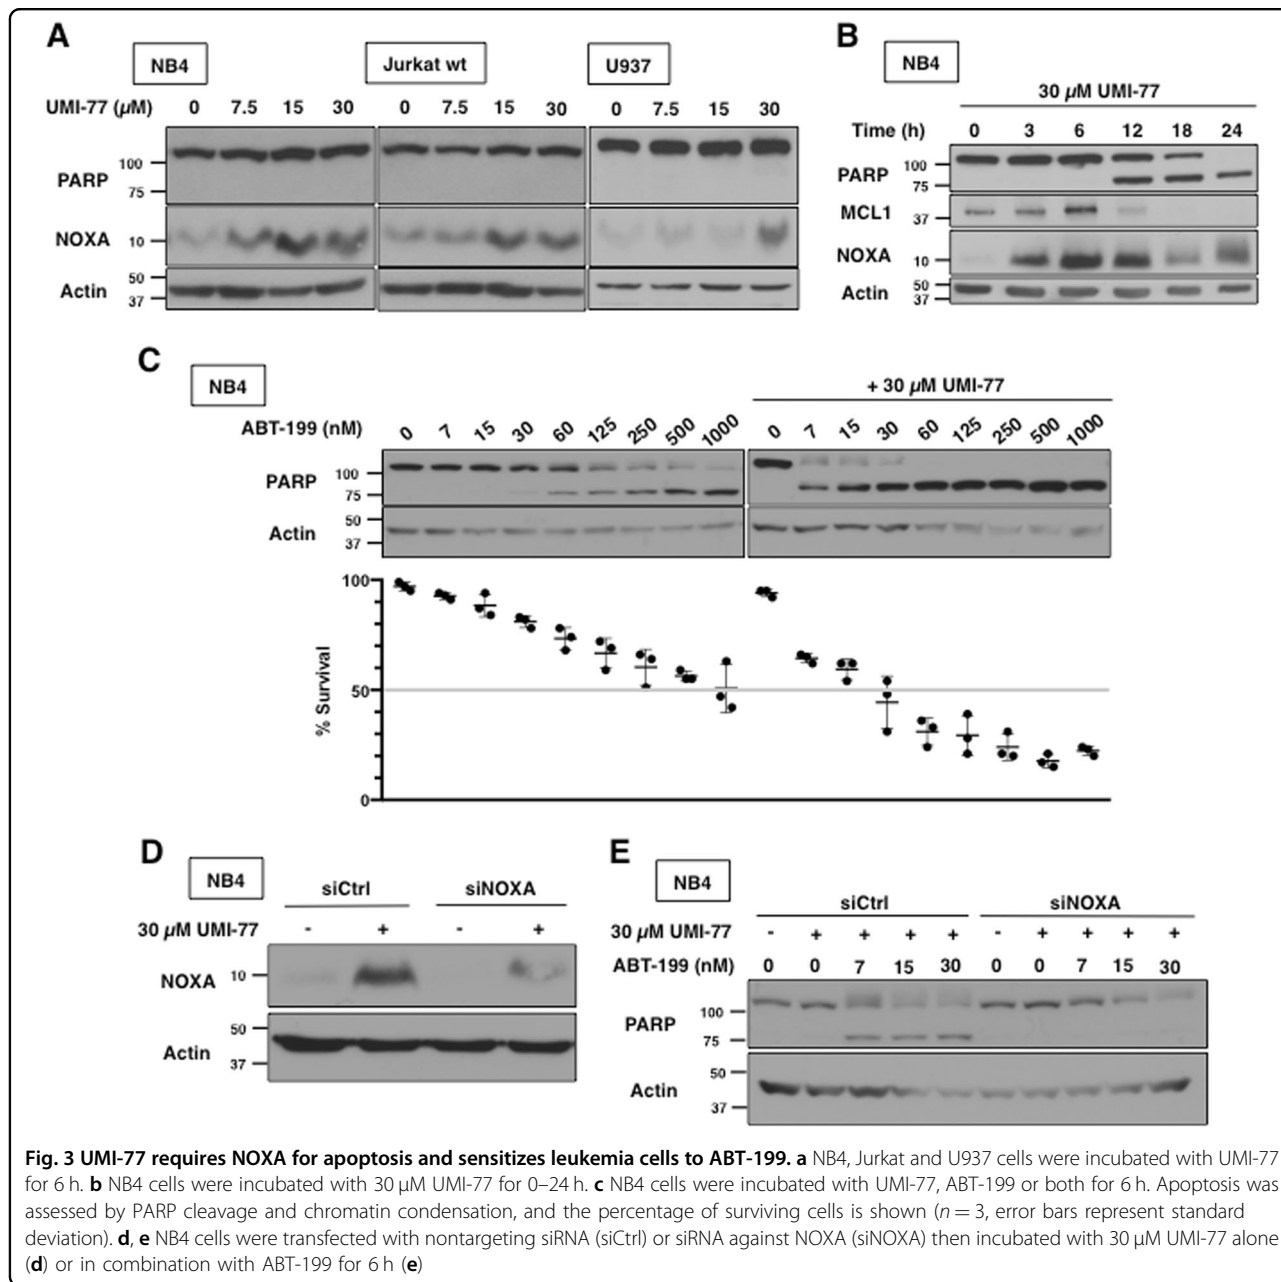 A
NB4
Jurkat wt
U937
UMI-77 (µM)
0 7.5 15 30
0 7.5 15 30
0 7.5 15 30
PARP
100
75
NOXA
10
Actin
50
37
B
NB4
30 µM UMI-77
Time (h) 0 3 6 12 18 24
PARP
100
75
MCL1
37
NOXA
10
Actin
50
37
C
NB4
+ 30 µM UMI-77
ABT-199 (nM) 0 7 15 30 60 125 250 500 1000
0 7 15 30 60 125 250 500 1000
PARP
100
75
Actin
50
37
% Survival
100
50
0
D
NB4
siCtrl siNOXA
30 µM UMI-77 - + - +
NOXA
10
Actin
50
37
E
NB4
siCtrl siNOXA
30 µM UMI-77 - + + + + - + + + +
ABT-199 (nM) 0 0 7 15 30 0 0 7 15 30
PARP
100
75
Actin
50
37
Fig. 3 UMI-77 requires NOXA for apoptosis and sensitizes leukemia cells to ABT-199. a NB4, Jurkat and U937 cells were incubated with UMI-77
for 6 h. b NB4 cells were incubated with 30 µM UMI-77 for 0–24 h. c NB4 cells were incubated with UMI-77, ABT-199 or both for 6 h. Apoptosis was
assessed by PARP cleavage and chromatin condensation, and the percentage of surviving cells is shown (n = 3, error bars represent standard
deviation). d, e NB4 cells were transfected with nontargeting siRNA (siCtrl) or siRNA against NOXA (siNOXA) then incubated with 30 µM UMI-77 alone
(d) or in combination with ABT-199 for 6 h (e)